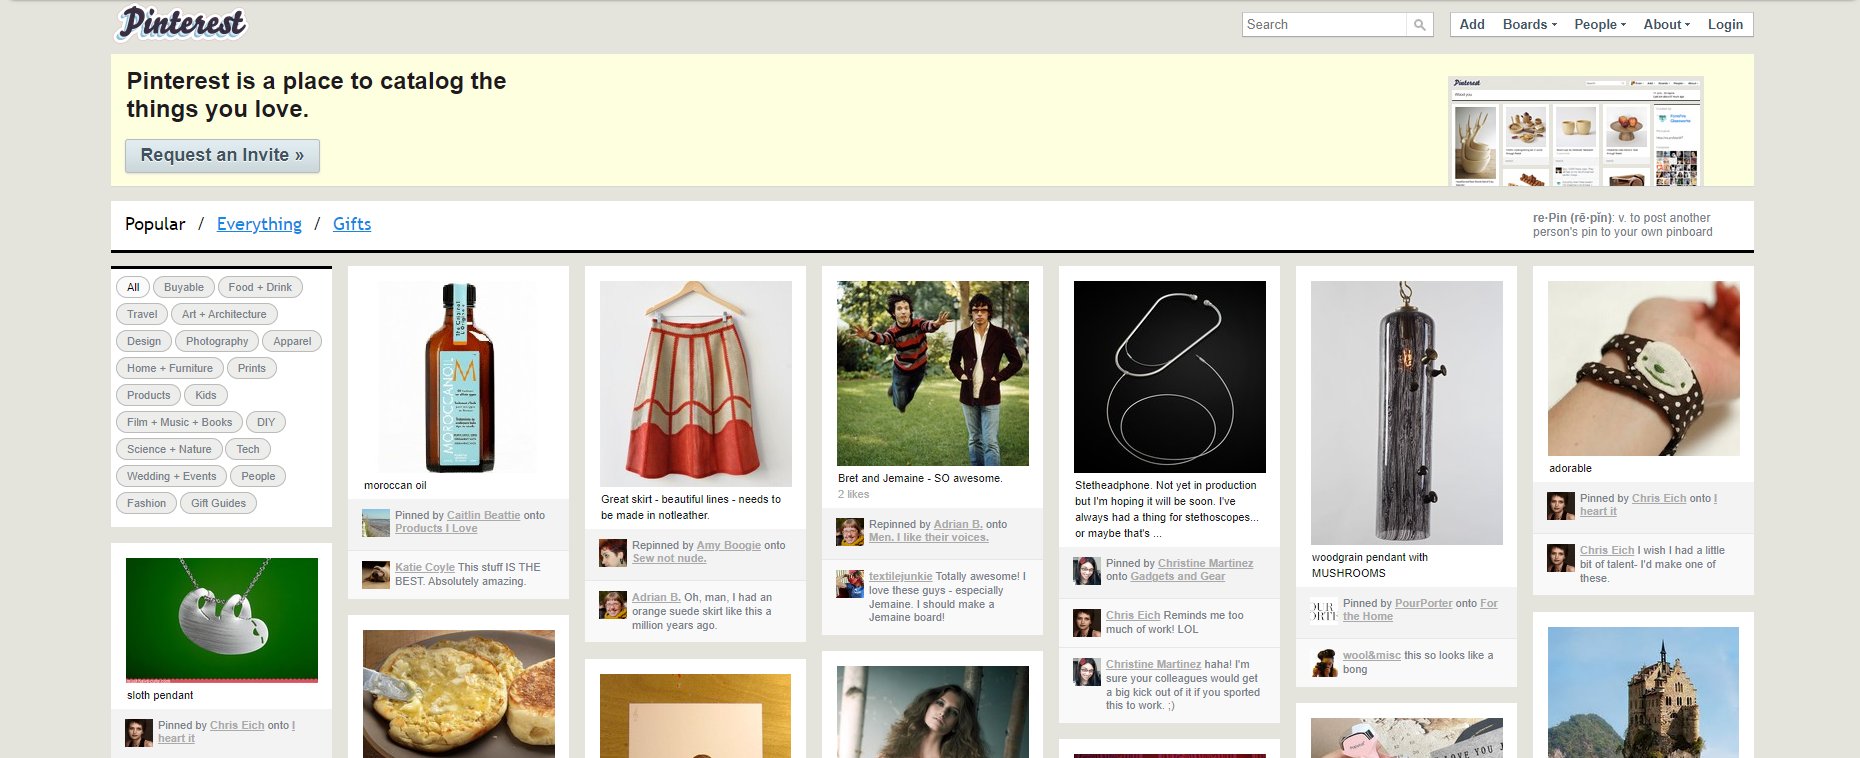 Pinterest
Search
Add Boards People About Login
Pinterest is a place to catalog the
things you love.
Request an Invite »
Popular / Everything / Gifts
re·Pin (rē·pĭn): v. to post another
person's pin to your own pinboard
All Buyable Food + Drink
Travel Art + Architecture
Design Photography Apparel
Home + Furniture Prints
Products Kids
Film + Music + Books DIY
Science + Nature Tech
Wedding + Events People
Fashion Gift Guides
sloth pendant
Pinned by Chris Eich onto I
heart it
MOROCCANOIL
moroccan oil
Pinned by Caitlin Beattie onto
Products I Love
Katie Coyle This stuff IS THE
BEST. Absolutely amazing.
Great skirt - beautiful lines - needs to
be made in notleather.
Repinned by Amy Boogie onto
Sew not nude.
Adrian B. Oh, man, I had an
orange suede skirt like this a
million years ago.
Bret and Jemaine - SO awesome.
2 likes
Repinned by Adrian B. onto
Men. I like their voices.
textilejunkie Totally awesome! I
love these guys - especially
Jemaine. I should make a
Jemaine board!
Stetheadphone. Not yet in production
but I'm hoping it will be soon. I've
always had a thing for stethoscopes...
or maybe that's ...
Pinned by Christine Martinez
onto Gadgets and Gear
Chris Eich Reminds me too
much of work! LOL
Christine Martinez haha! I'm
sure your colleagues would get
a big kick out of it if you sported
this to work. ;)
woodgrain pendant with
MUSHROOMS
Pinned by PourPorter onto For
the Home
wool&misc this so looks like a
bong
adorable
Pinned by Chris Eich onto I
heart it
Chris Eich I wish I had a little
bit of talent- I'd make one of
these.